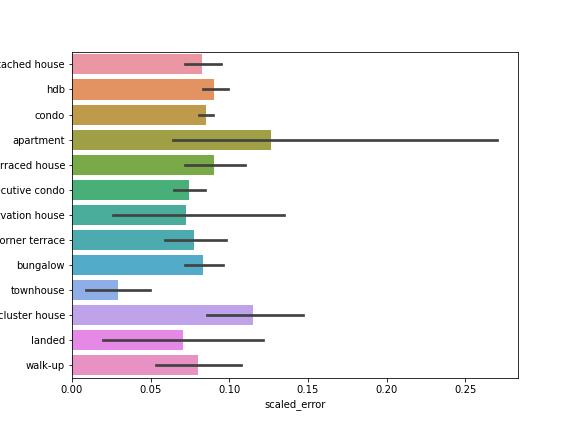 tached house
hdb
condo
apartment
rraced house
ecutive condo
rvation house
orner terrace
bungalow
townhouse
cluster house
landed
walk-up
0.00 0.05 0.10 0.15 0.20 0.25
scaled_error